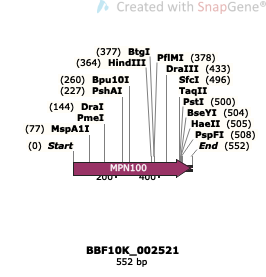 Created with SnapGene®
(377) BtgI
(364) HindIII
PflMI (378)
DraIII (433)
(260) Bpu10I
SfcI (496)
(227) PshAI
TaqII
(144) DraI
PstI (500)
PmeI
BseYI (504)
(77) MspA1I
HaeII (505)
PspFI (508)
(0) Start
End (552)
MPN100
200
400
BBF10K_002521
552 bp